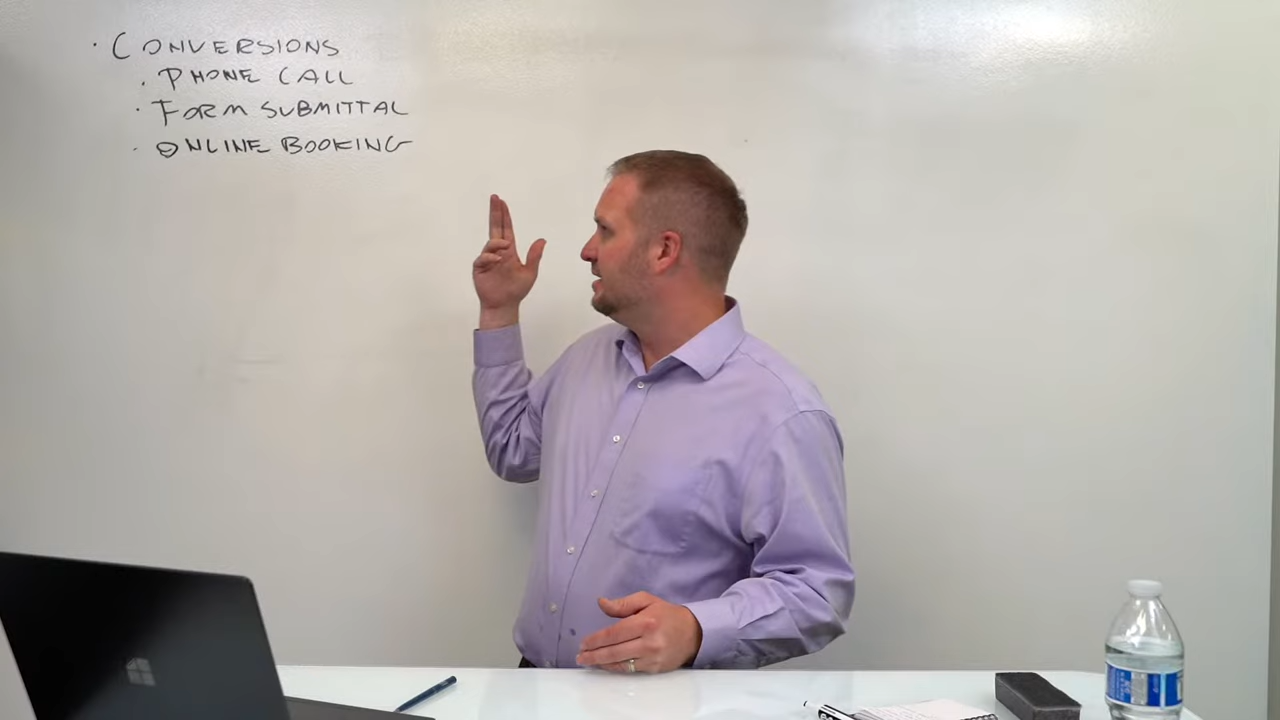 · CONVERSIONS
· PHONE CALL
· FORM SUBMITTAL
· ONLINE BOOKING